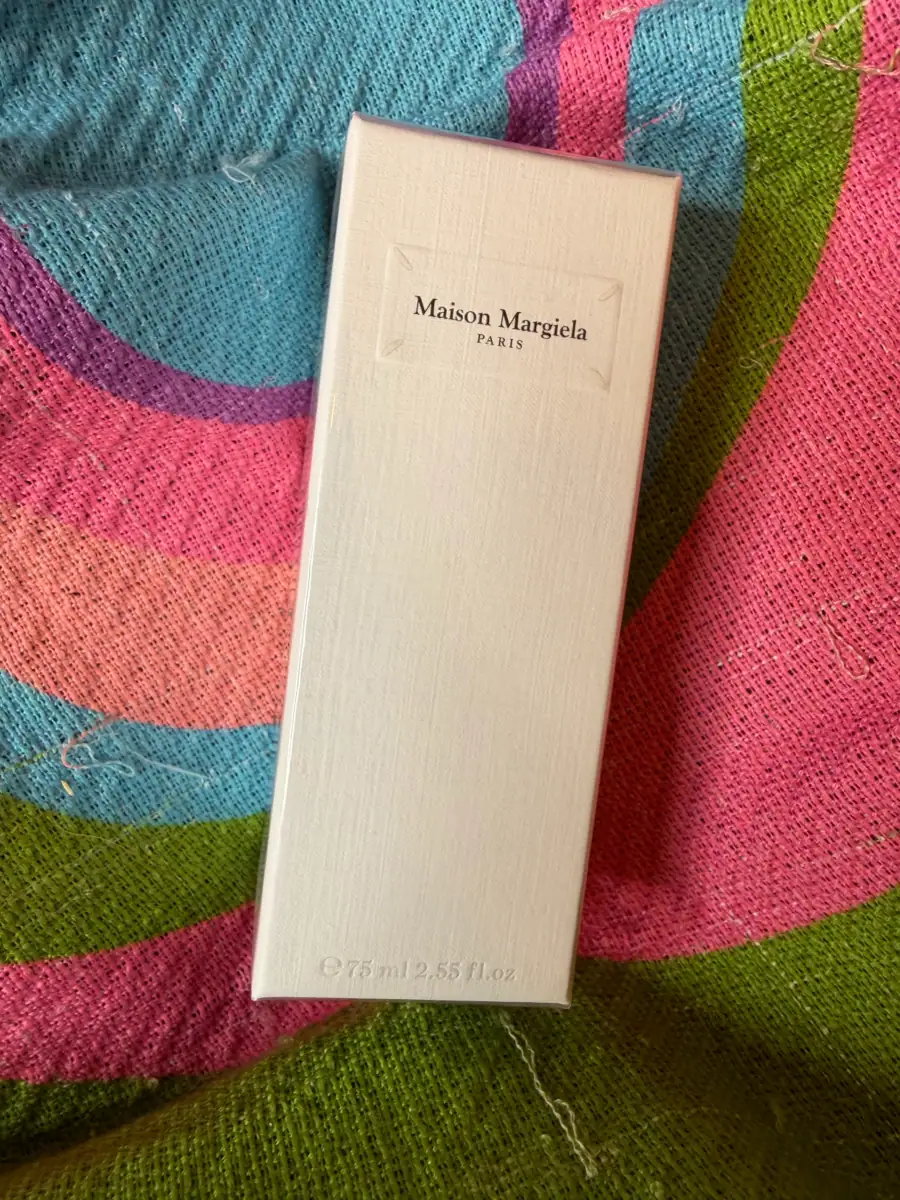 Maison Margiela
PARIS
℮ 75 ml 2.55 fl.oz